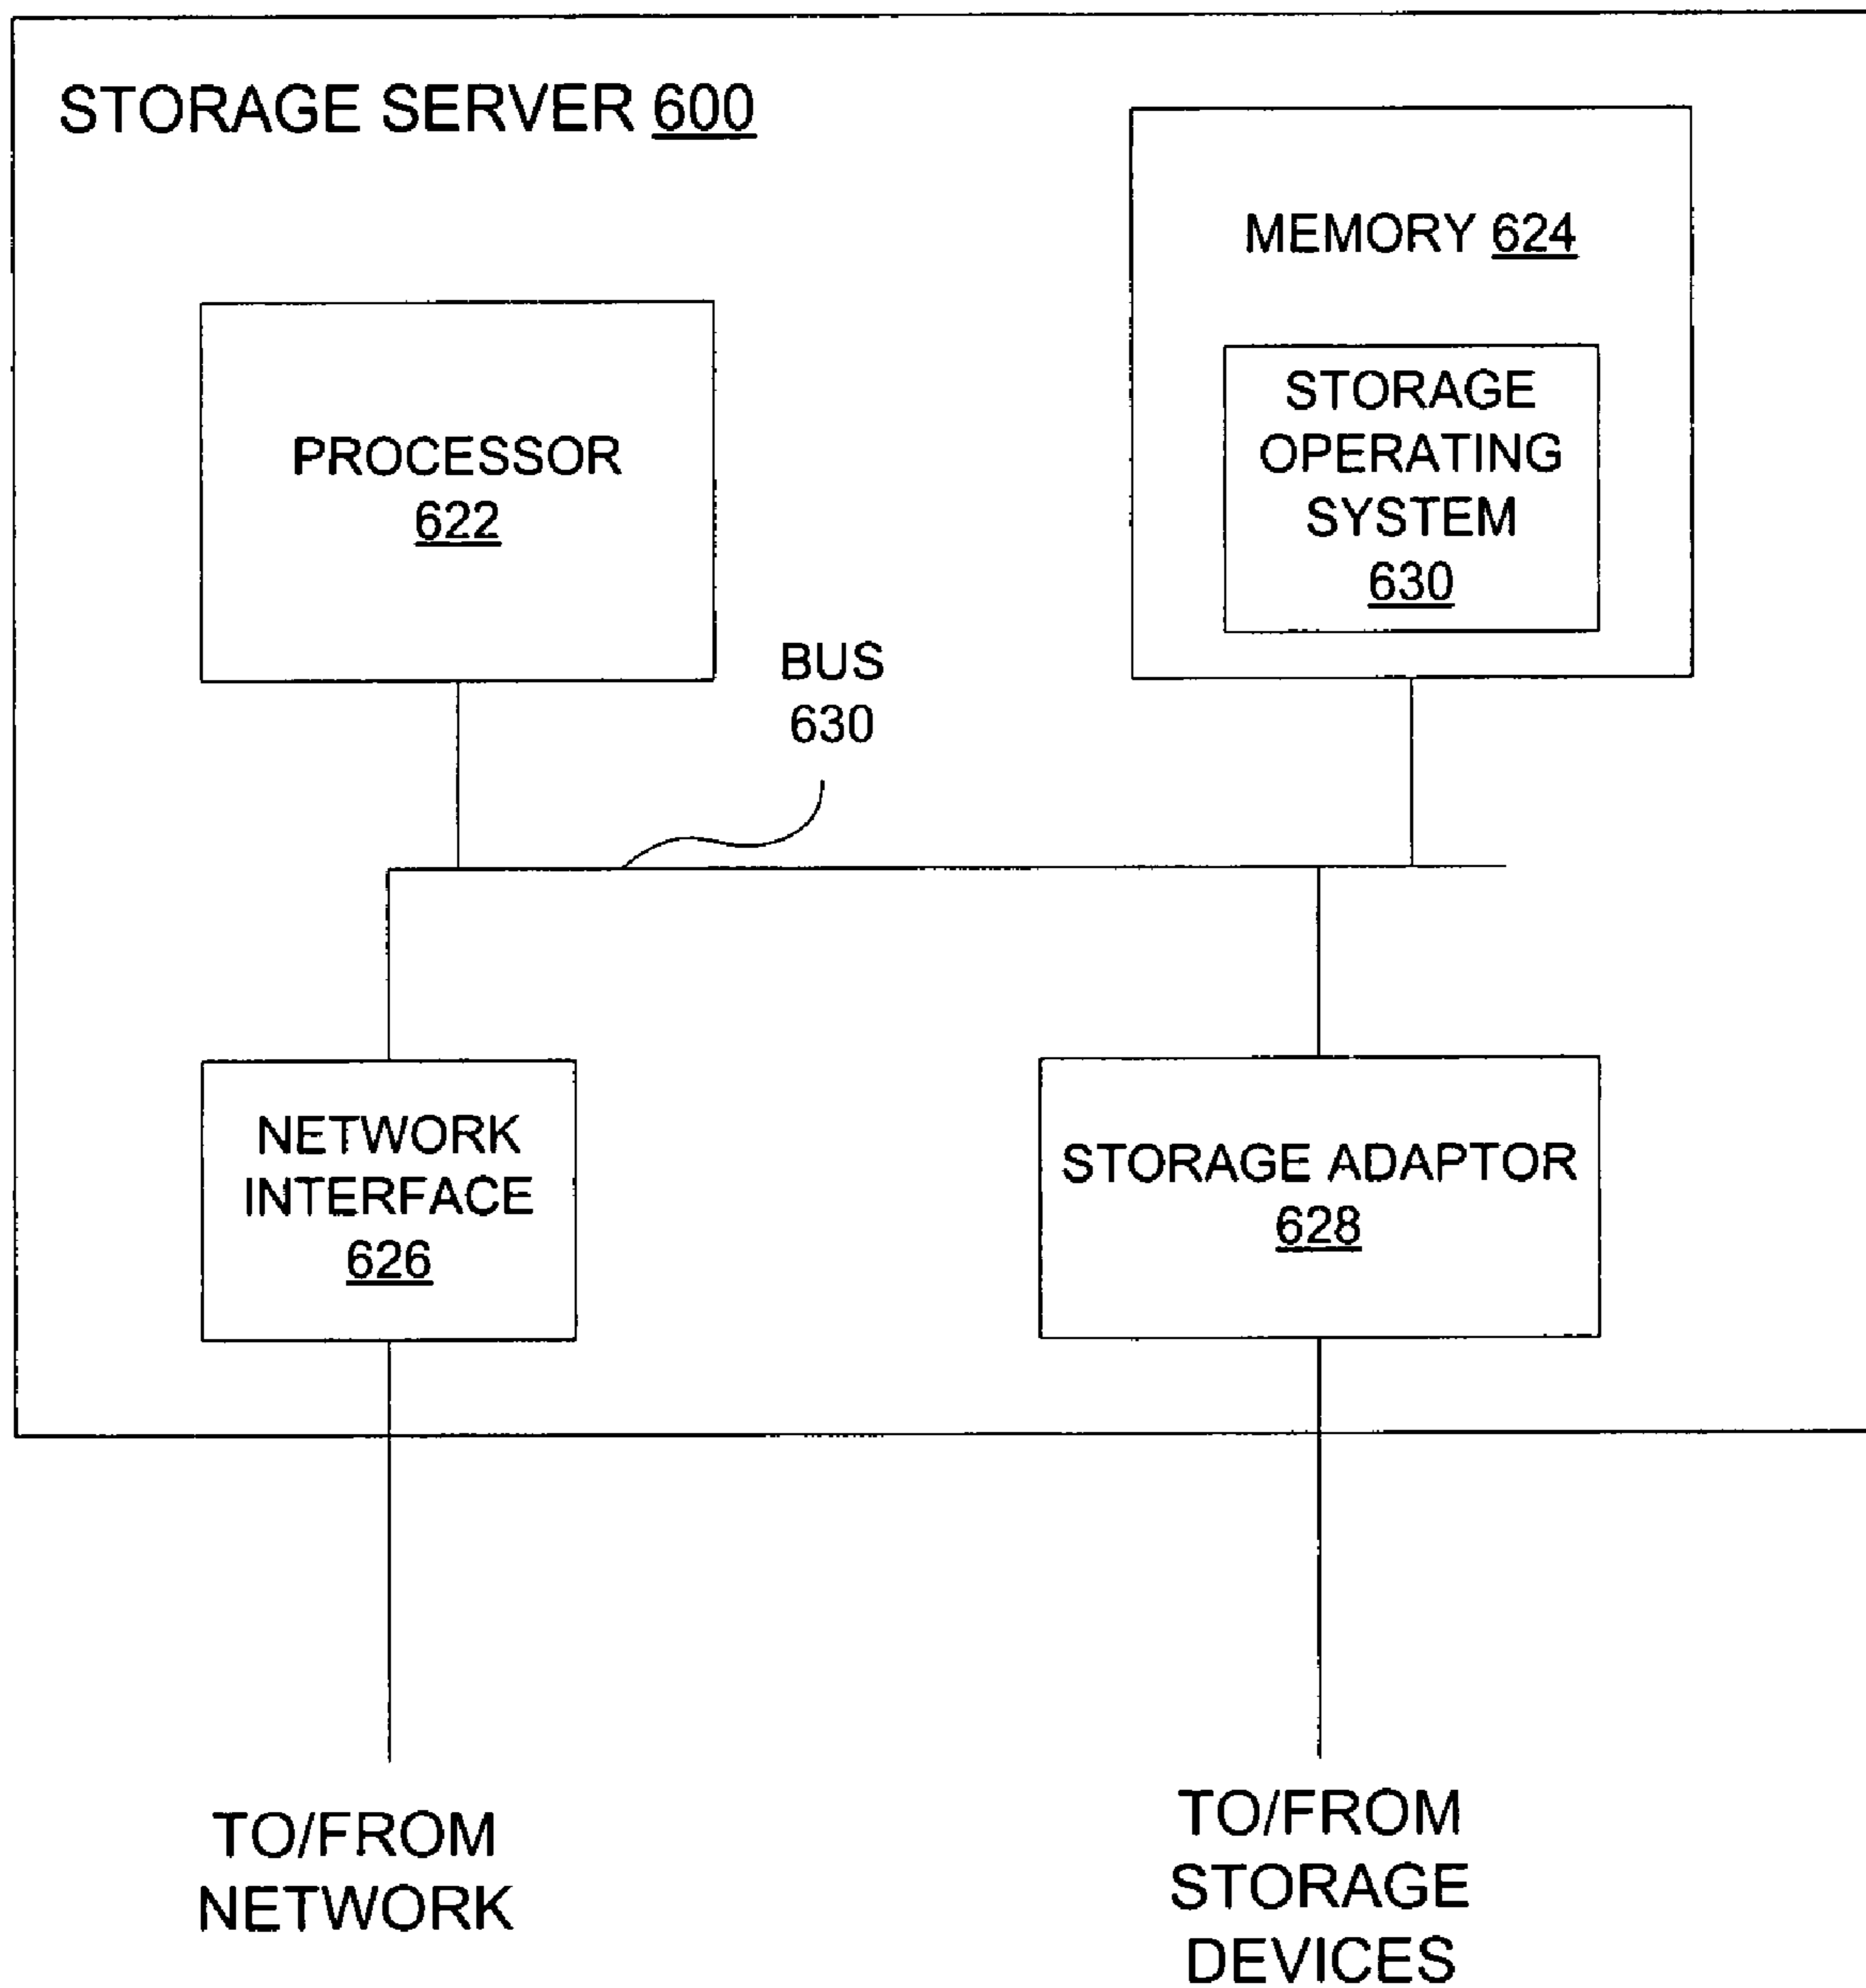 STORAGE SERVER 600
MEMORY 624
STORAGE
OPERATING
SYSTEM
630
PROCESSOR
622
BUS
630
NETWORK
INTERFACE
626
STORAGE ADAPTOR
628
TO/FROM
NETWORK
TO/FROM
STORAGE
DEVICES